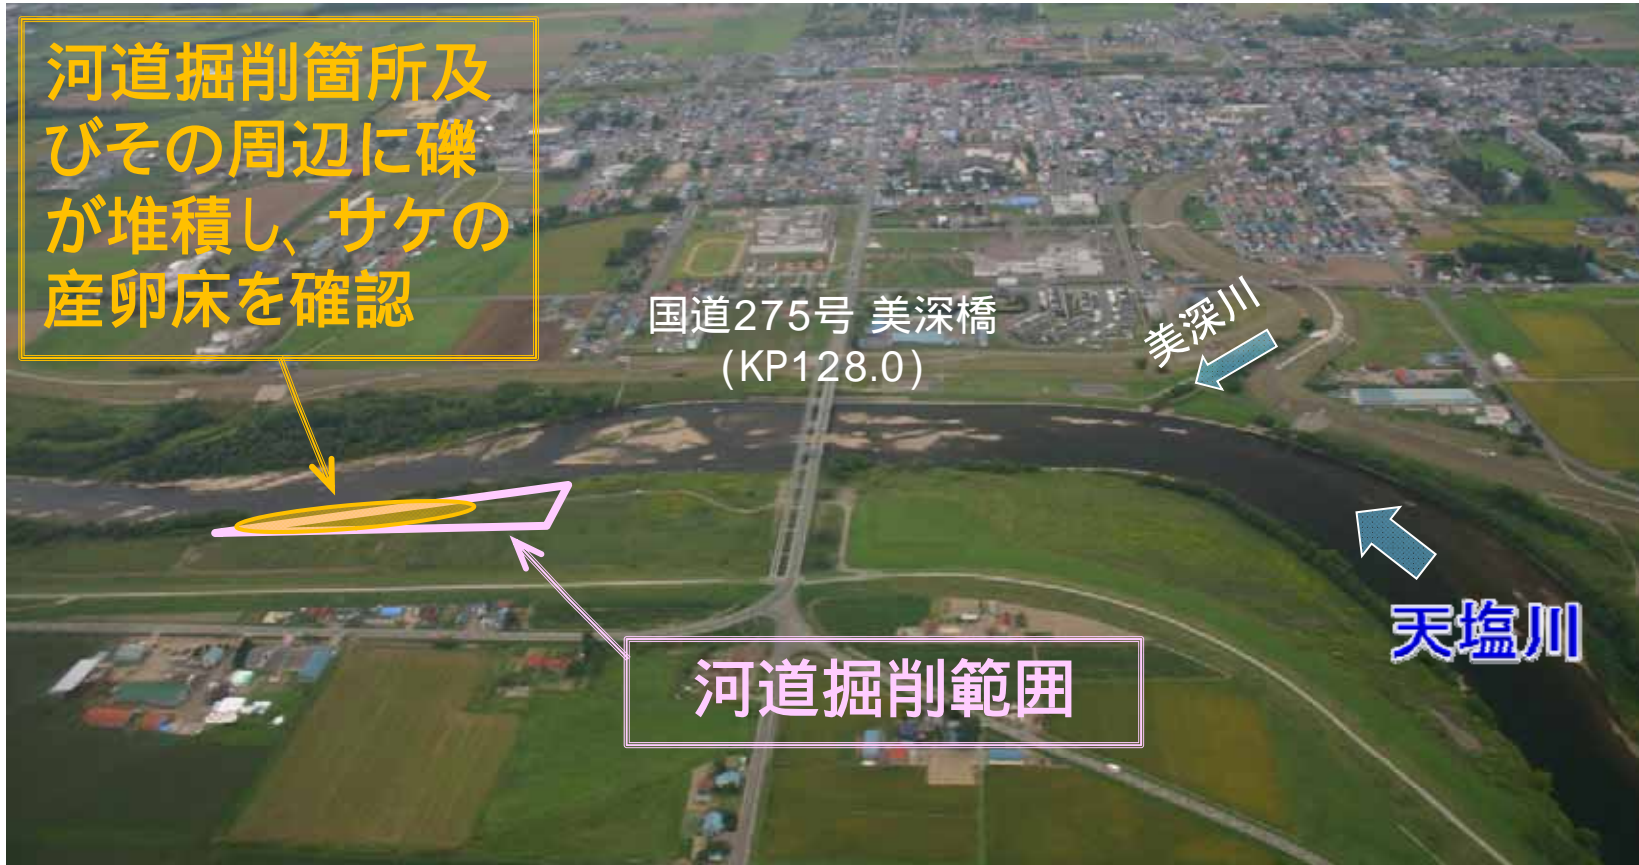 河道掘削箇所及
びその周辺に礫
が堆積し、サケの
産卵床を確認
国道275号 美深橋
(KP128.0)
美深川
天塩川
河道掘削範囲